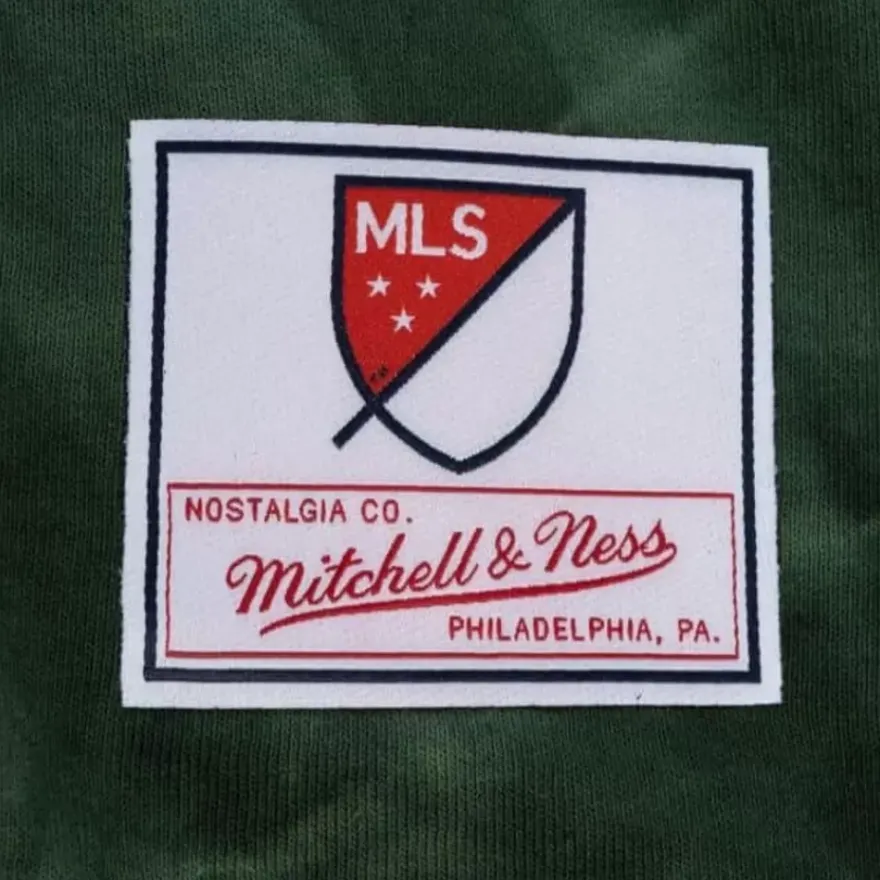 MLS
NOSTALGIA CO.
Mitchell & Ness
PHILADELPHIA, PA.